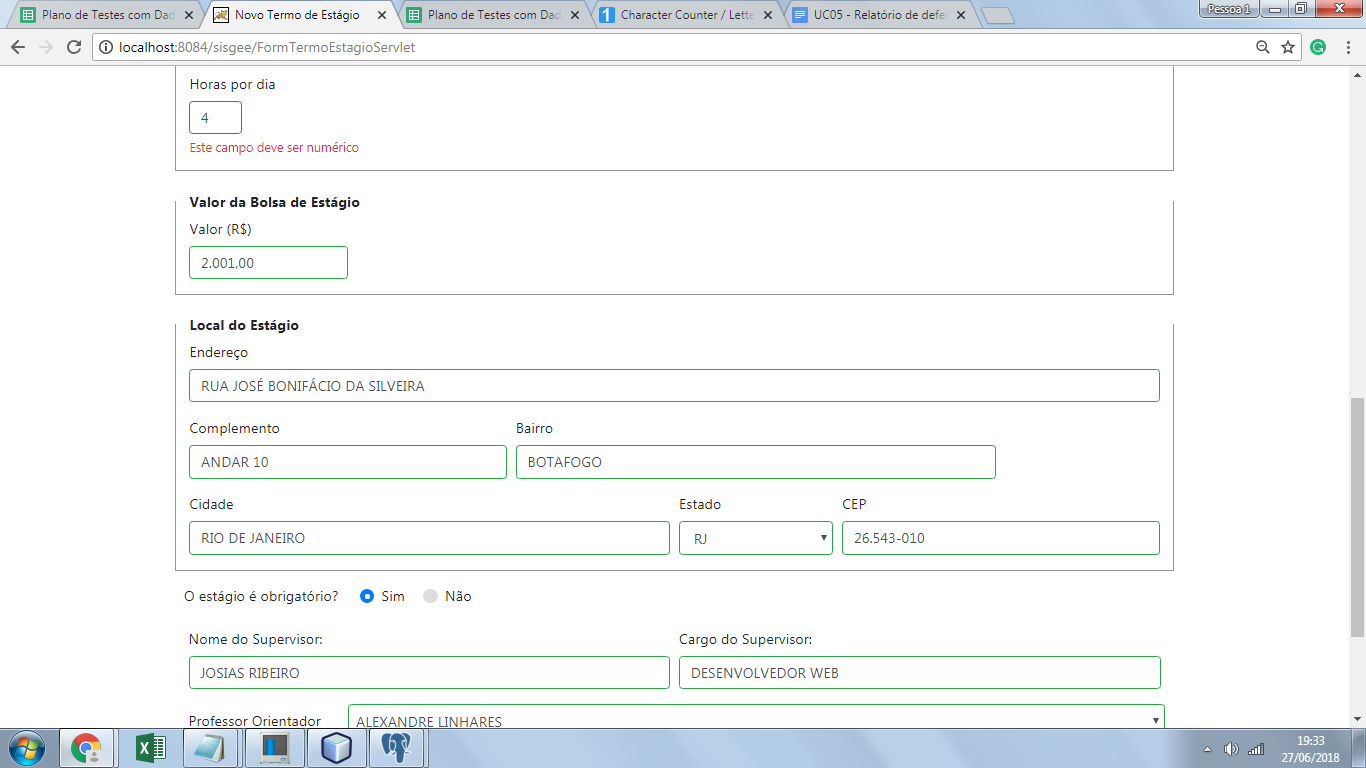 Plano de Testes com Dad
Novo Termo de Estágio
Plano de Testes com Dad
Character Counter / Lette
UC05 - Relatório de defei
Pessoa 1
localhost:8084/sisgee/FormTermoEstagioServlet
Horas por dia
4
Este campo deve ser numérico
Valor da Bolsa de Estágio
Valor (R$)
2.001,00
Local do Estágio
Endereço
RUA JOSÉ BONIFÁCIO DA SILVEIRA
Complemento Bairro
ANDAR 10 BOTAFOGO
Cidade Estado CEP
RIO DE JANEIRO RJ 26.543-010
O estágio é obrigatório? Sim Não
Nome do Supervisor: Cargo do Supervisor:
JOSIAS RIBEIRO DESENVOLVEDOR WEB
Professor Orientador ALEXANDRE LINHARES
19:33
27/06/2018